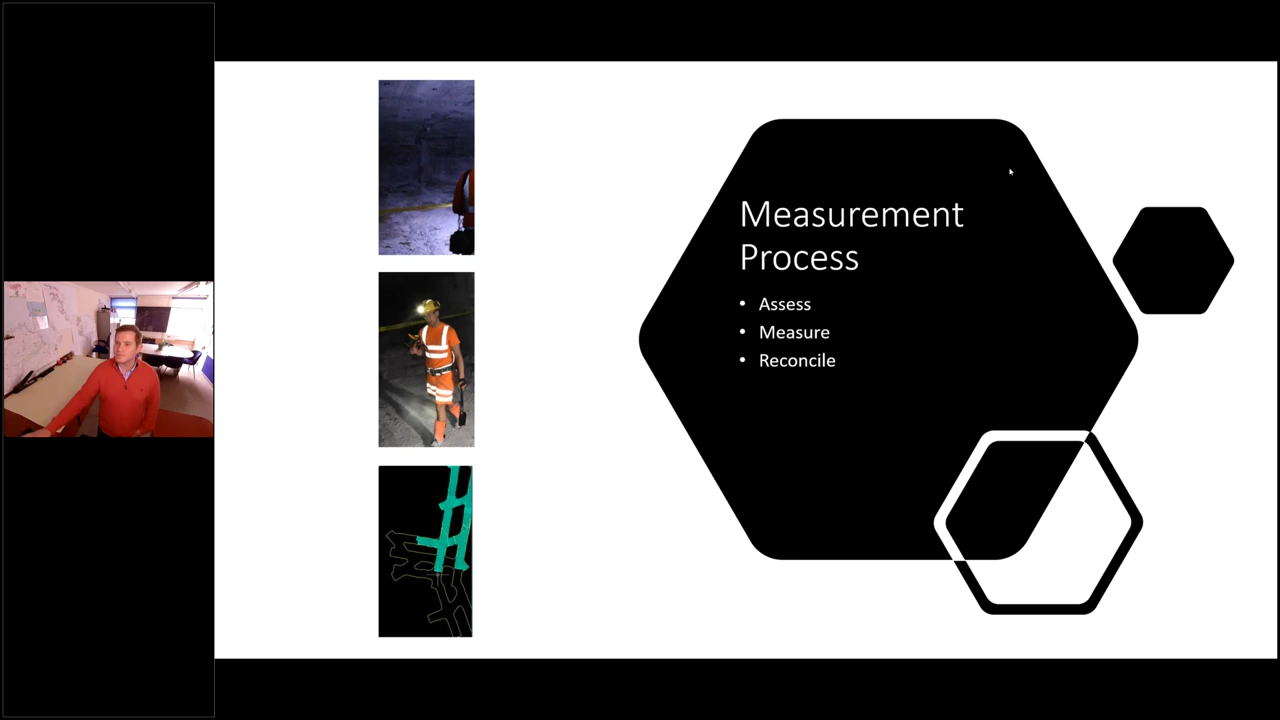 Measurement
Process
• Assess
• Measure
• Reconcile